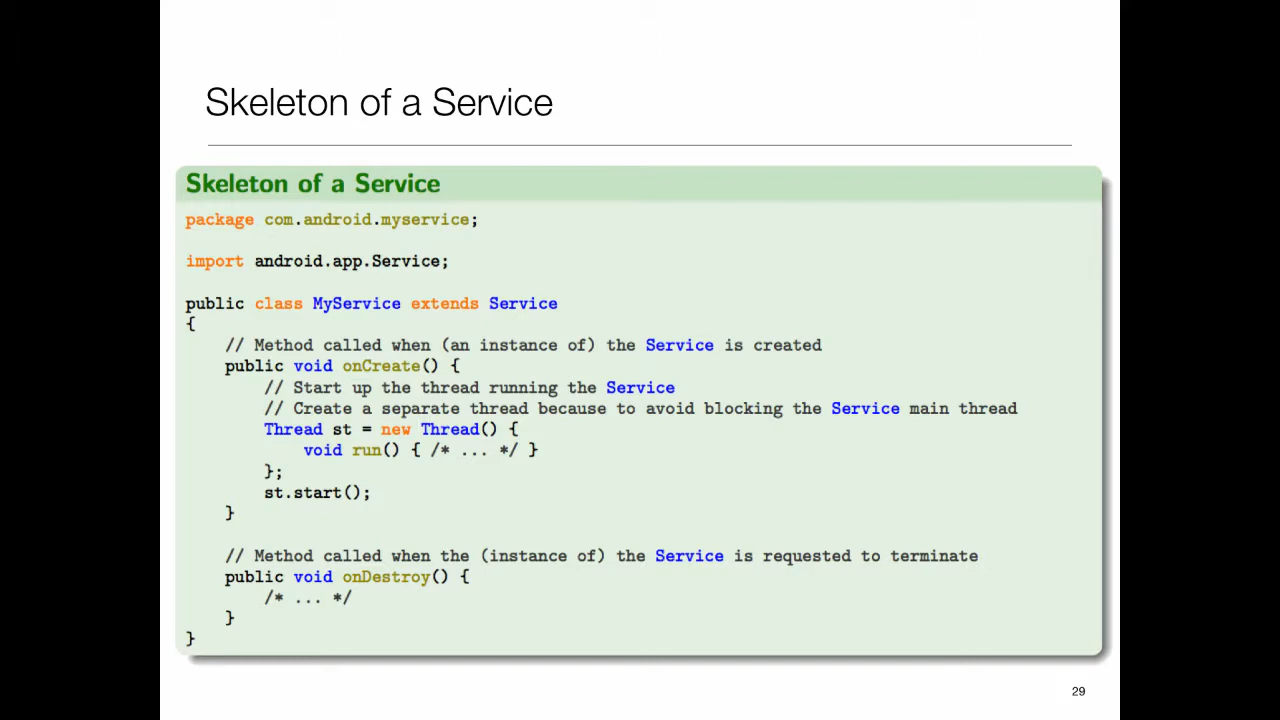 Skeleton of a Service
Skeleton of a Service
package com.android.myservice;
import android.app.Service;
public class MyService extends Service
{
// Method called when (an instance of) the Service is created
public void onCreate() {
// Start up the thread running the Service
// Create a separate thread because to avoid blocking the Service main thread
Thread st = new Thread() {
void run() { /* ... */ }
};
st.start();
}
// Method called when the (instance of) the Service is requested to terminate
public void onDestroy() {
/* ... */
}
}
29